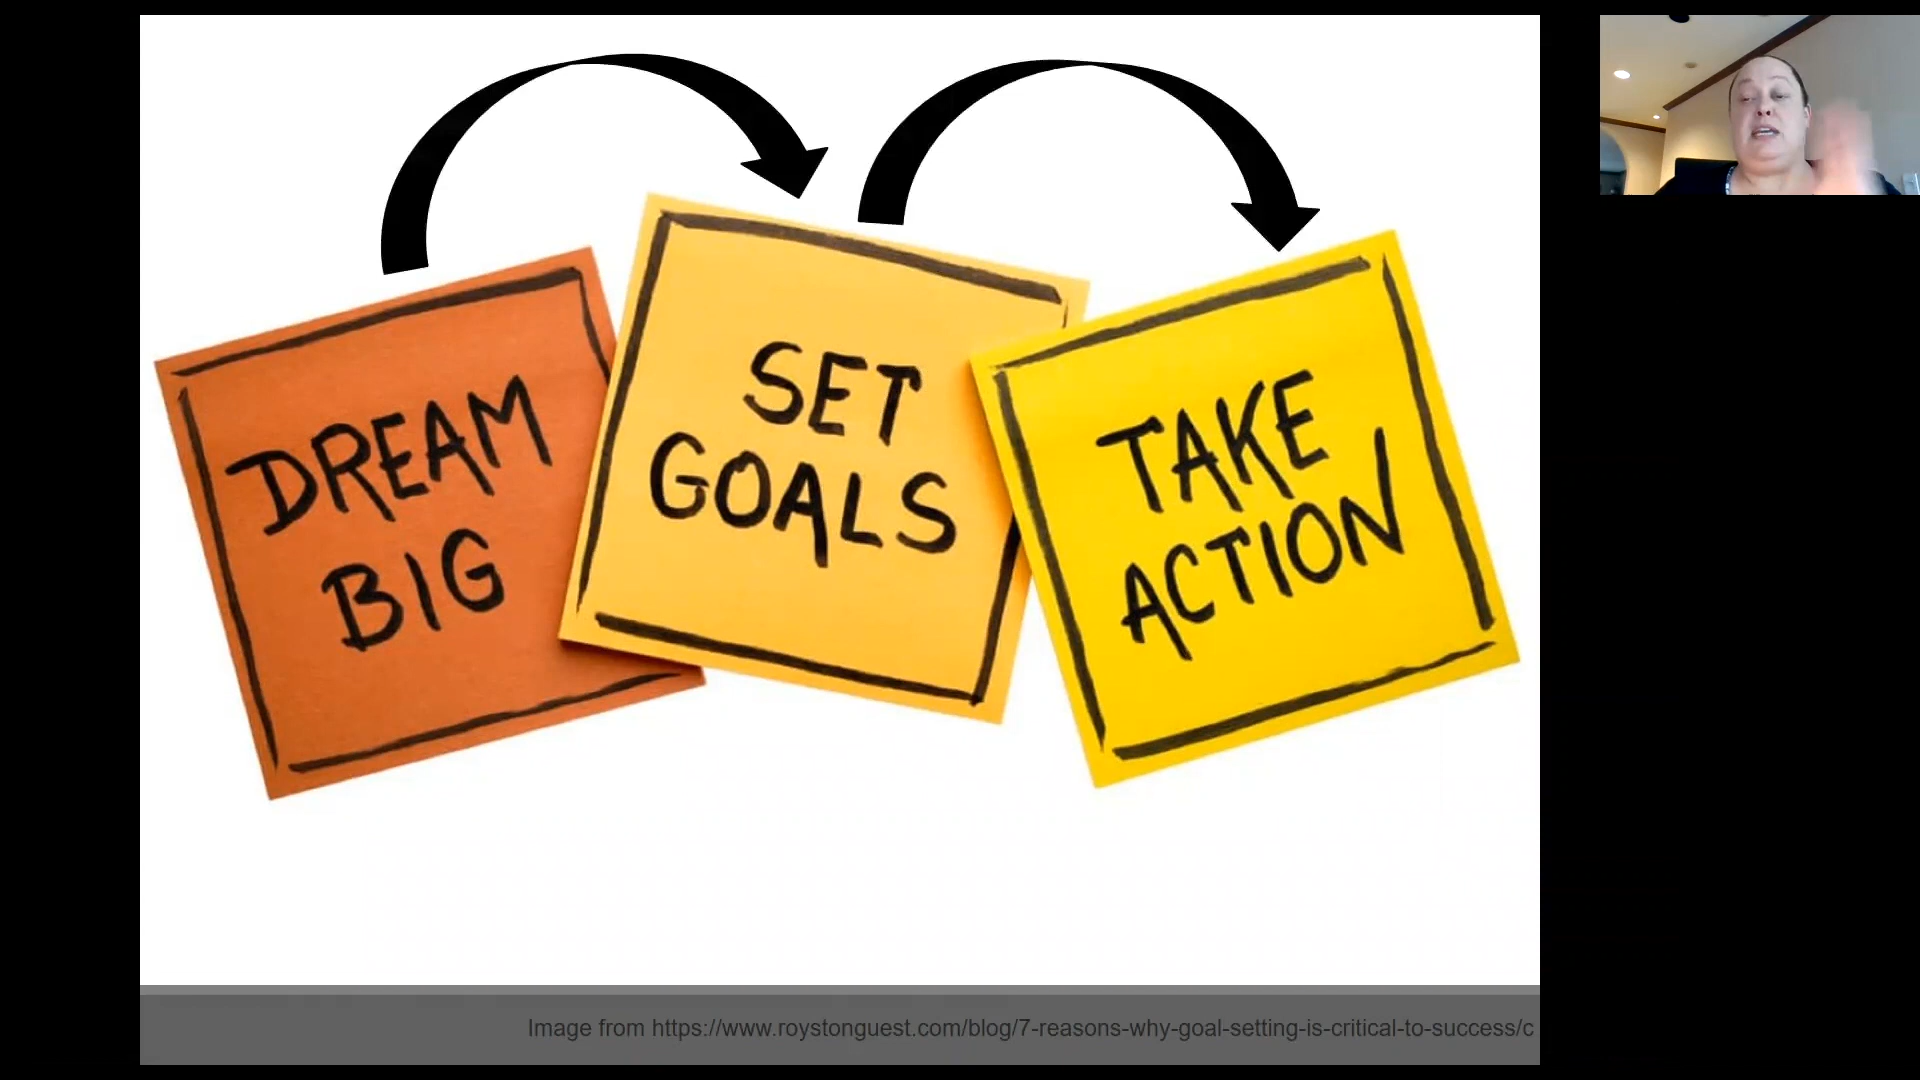 DREAM
BIG
SET
GOALS
TAKE
ACTION
Image from https://www.roystonguest.com/blog/7-reasons-why-goal-setting-is-critical-to-success/c